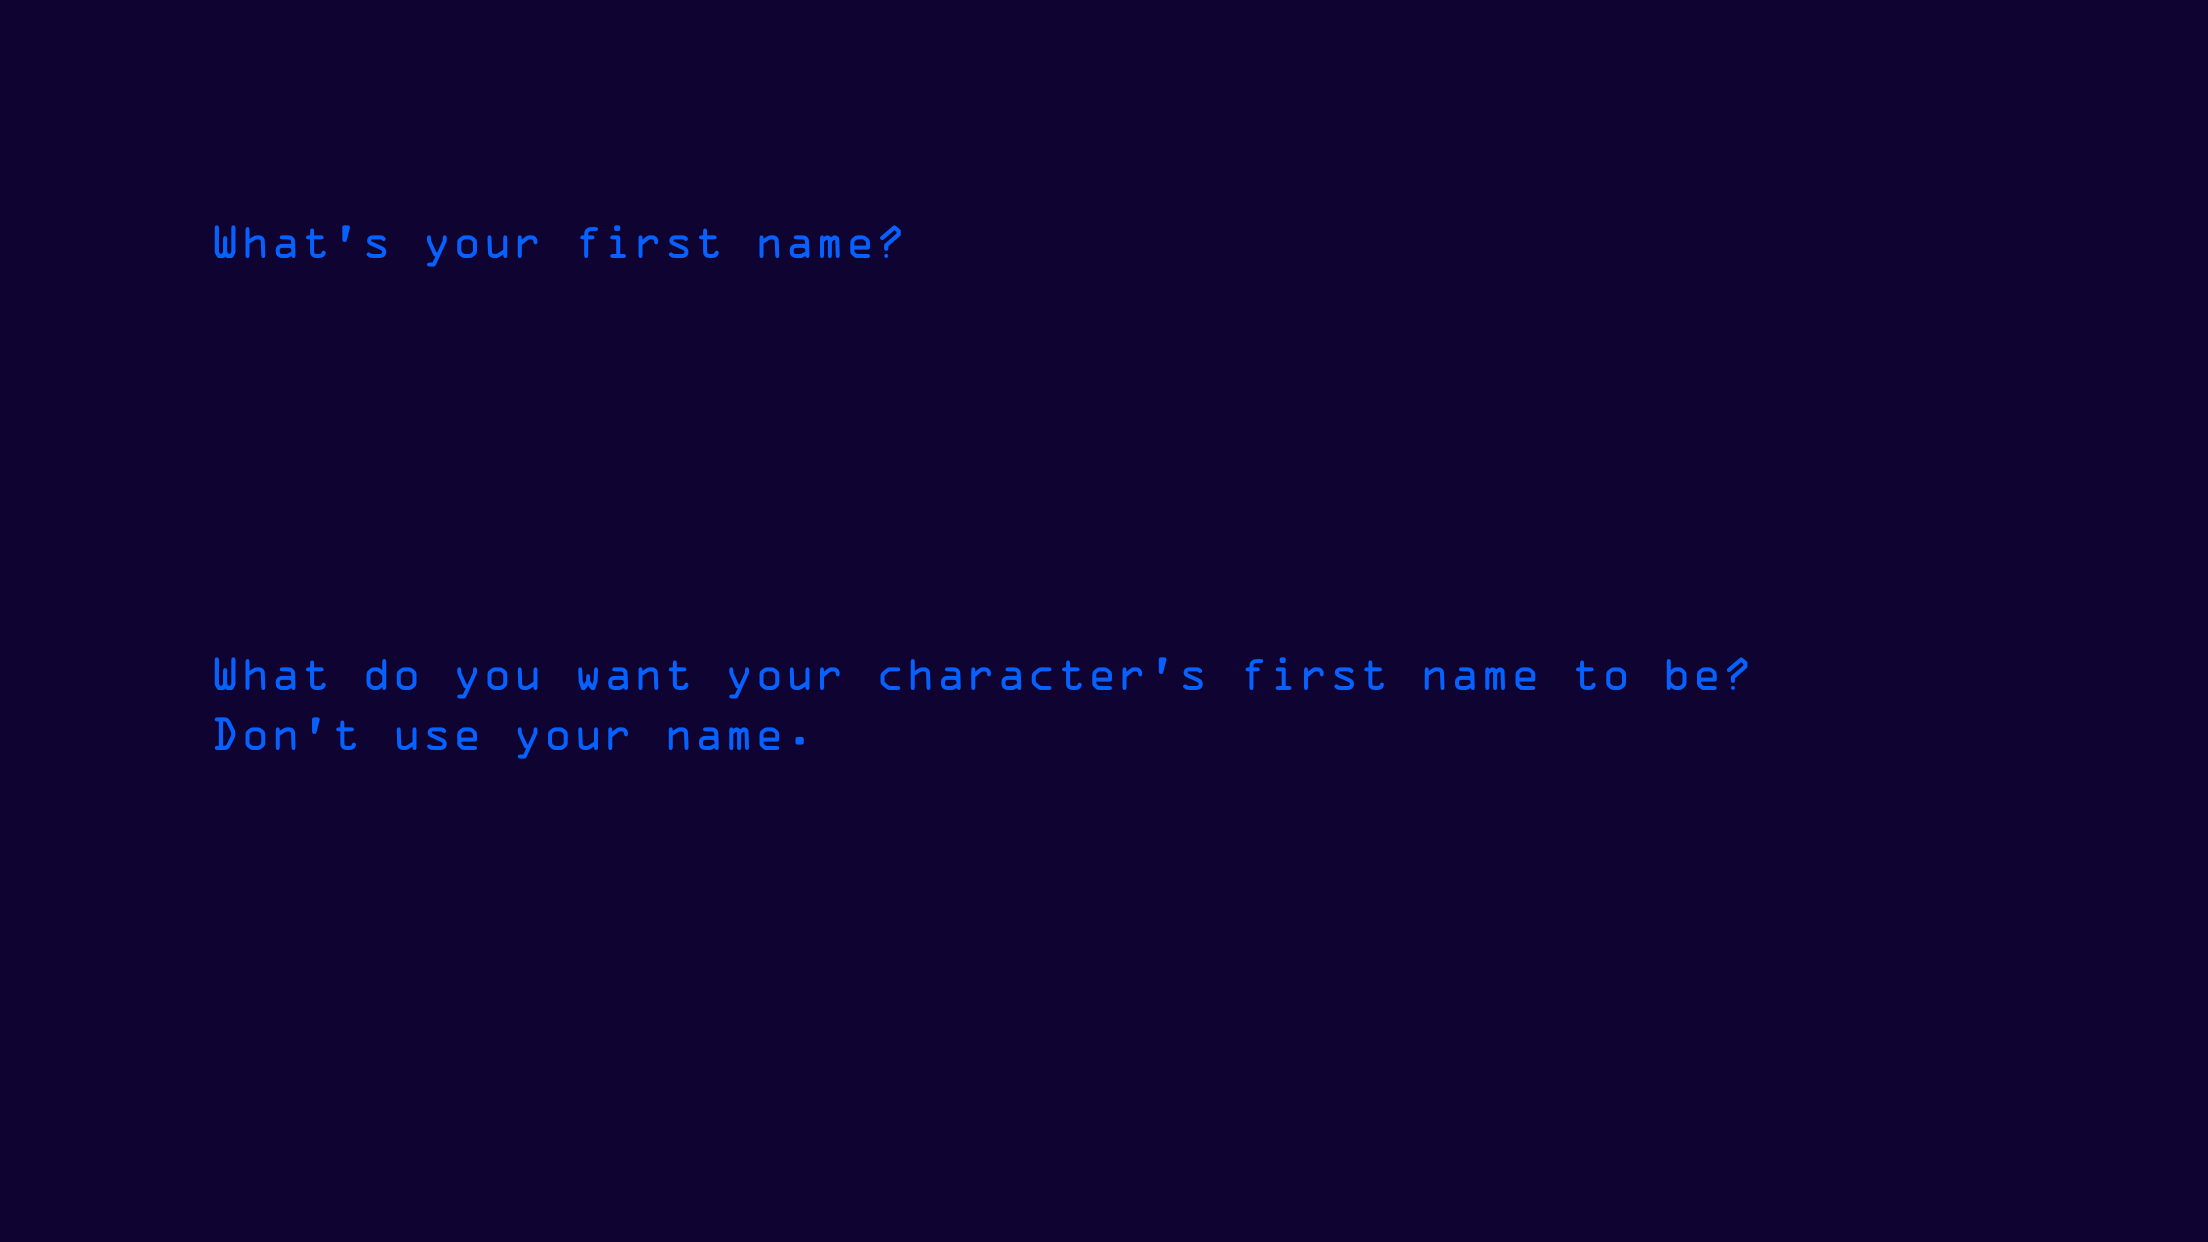 What's your first name?
What do you want your character's first name to be?
Don't use your name.